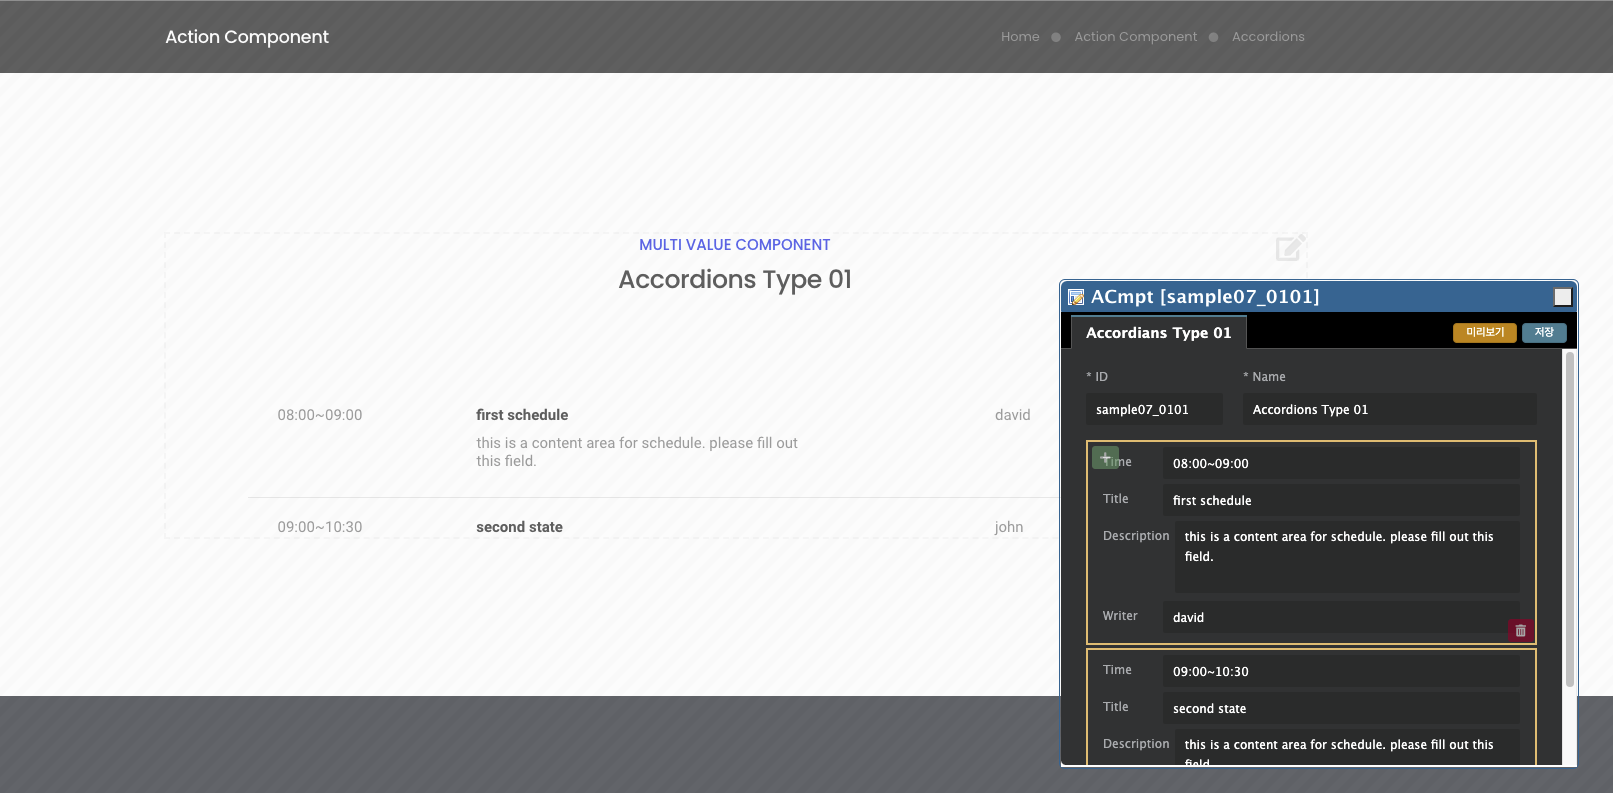 Action Component
Home
Action Component
Accordions
MULTI VALUE COMPONENT
Accordions Type 01
08:00~09:00
first schedule
david
this is a content area for schedule. please fill out
this field.
09:00~10:30
second state
john
ACmpt [sample07_0101]
Accordians Type 01
미리보기
저장
* ID
* Name
sample07_0101
Accordions Type 01
Time
08:00~09:00
Title
first schedule
Description
this is a content area for schedule. please fill out this
field.
Writer
david
Time
09:00~10:30
Title
second state
Description
this is a content area for schedule. please fill out this
field.